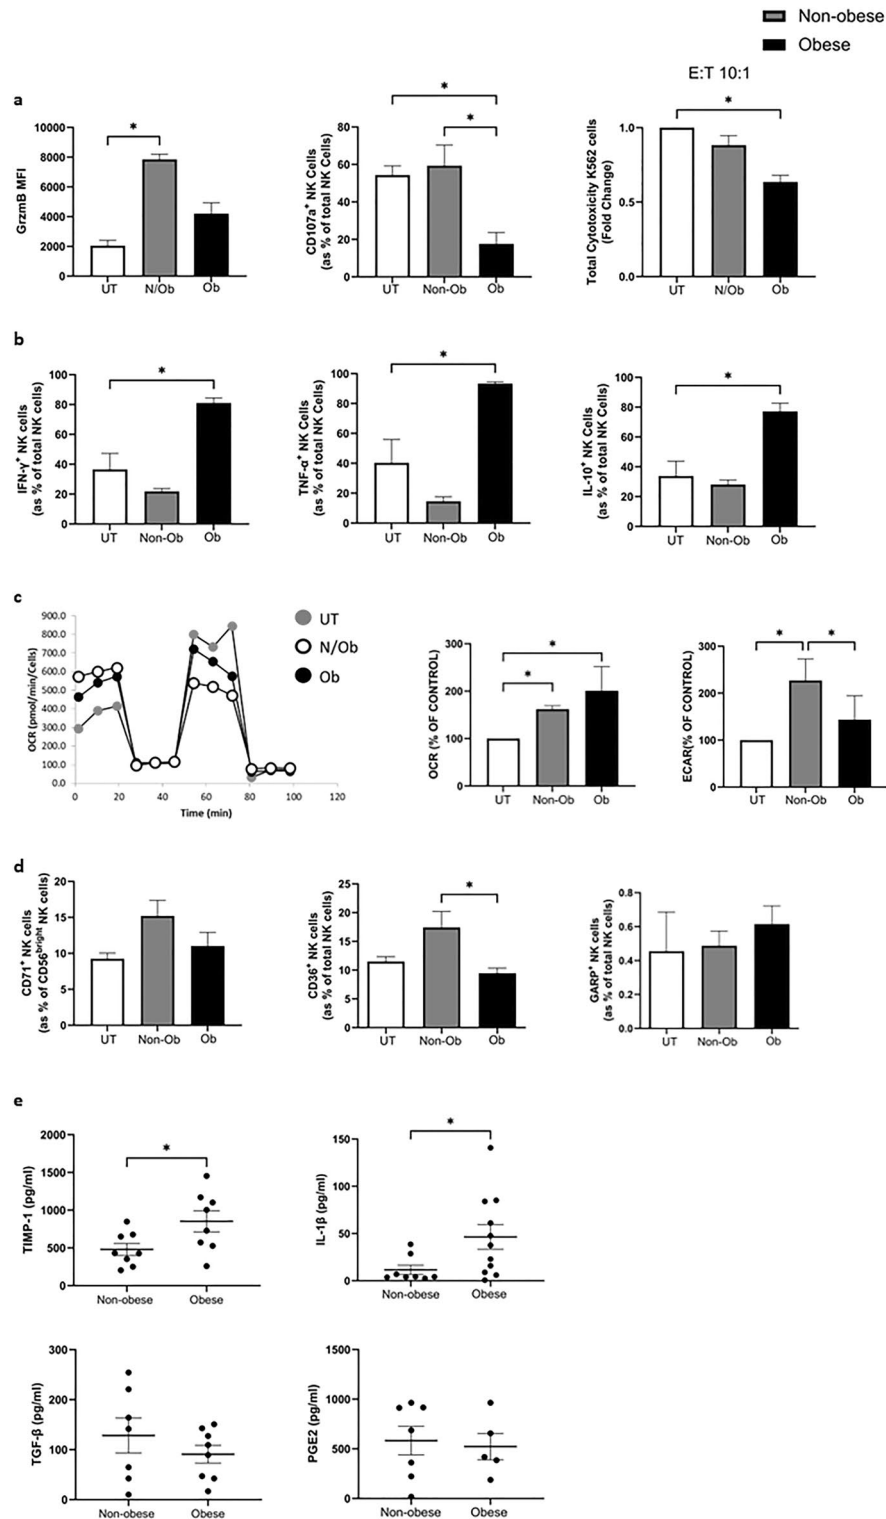 Non-obese
Obese
E:T 10:1
a
GrzmB MFI
10000
8000
6000
4000
2000
0
UT N/Ob Ob
*
CD107a⁺ NK Cells
(as % of total NK Cells)
80
60
40
20
0
UT Non-Ob Ob
*
*
Total Cytotoxicity K562 cells
(Fold Change)
1.0
0.5
0.0
UT N/Ob Ob
*
b
IFN-γ⁺ NK cells
(as % of total NK cells)
100
80
60
40
20
0
UT Non-Ob Ob
*
TNF-α⁺ NK Cells
(as % of total NK Cells)
100
80
60
40
20
0
UT Non-Ob Ob
*
IL-10⁺ NK Cells
(as % of total NK Cells)
100
80
60
40
20
0
UT Non-Ob Ob
*
c
OCR (pmol/min/Cells)
900.0
800.0
700.0
600.0
500.0
400.0
300.0
200.0
100.0
0.0
0 20 40 60 80 100 120
Time (min)
UT
N/Ob
Ob
OCR (% OF CONTROL)
300
200
100
0
UT Non-Ob Ob
*
*
ECAR(% OF CONTROL)
300
200
100
0
UT Non-Ob Ob
* *
d
CD71⁺ NK cells
(as % of CD56ᵇʳⁱᵍʰᵗ NK cells)
20
15
10
5
0
UT Non-Ob Ob
CD36⁺ NK cells
(as % of total NK cells)
25
20
15
10
5
0
UT Non-Ob Ob
*
GARP⁺ NK cells
(as % of total NK cells)
0.8
0.6
0.4
0.2
0.0
UT Non-Ob Ob
e
TIMP-1 (pg/ml)
2000
1500
1000
500
0
Non-obese Obese
*
IL-1β (pg/ml)
150
100
50
0
Non-obese Obese
*
TGF-β (pg/ml)
300
200
100
0
Non-obese Obese
PGE2 (pg/ml)
1500
1000
500
0
Non-obese Obese